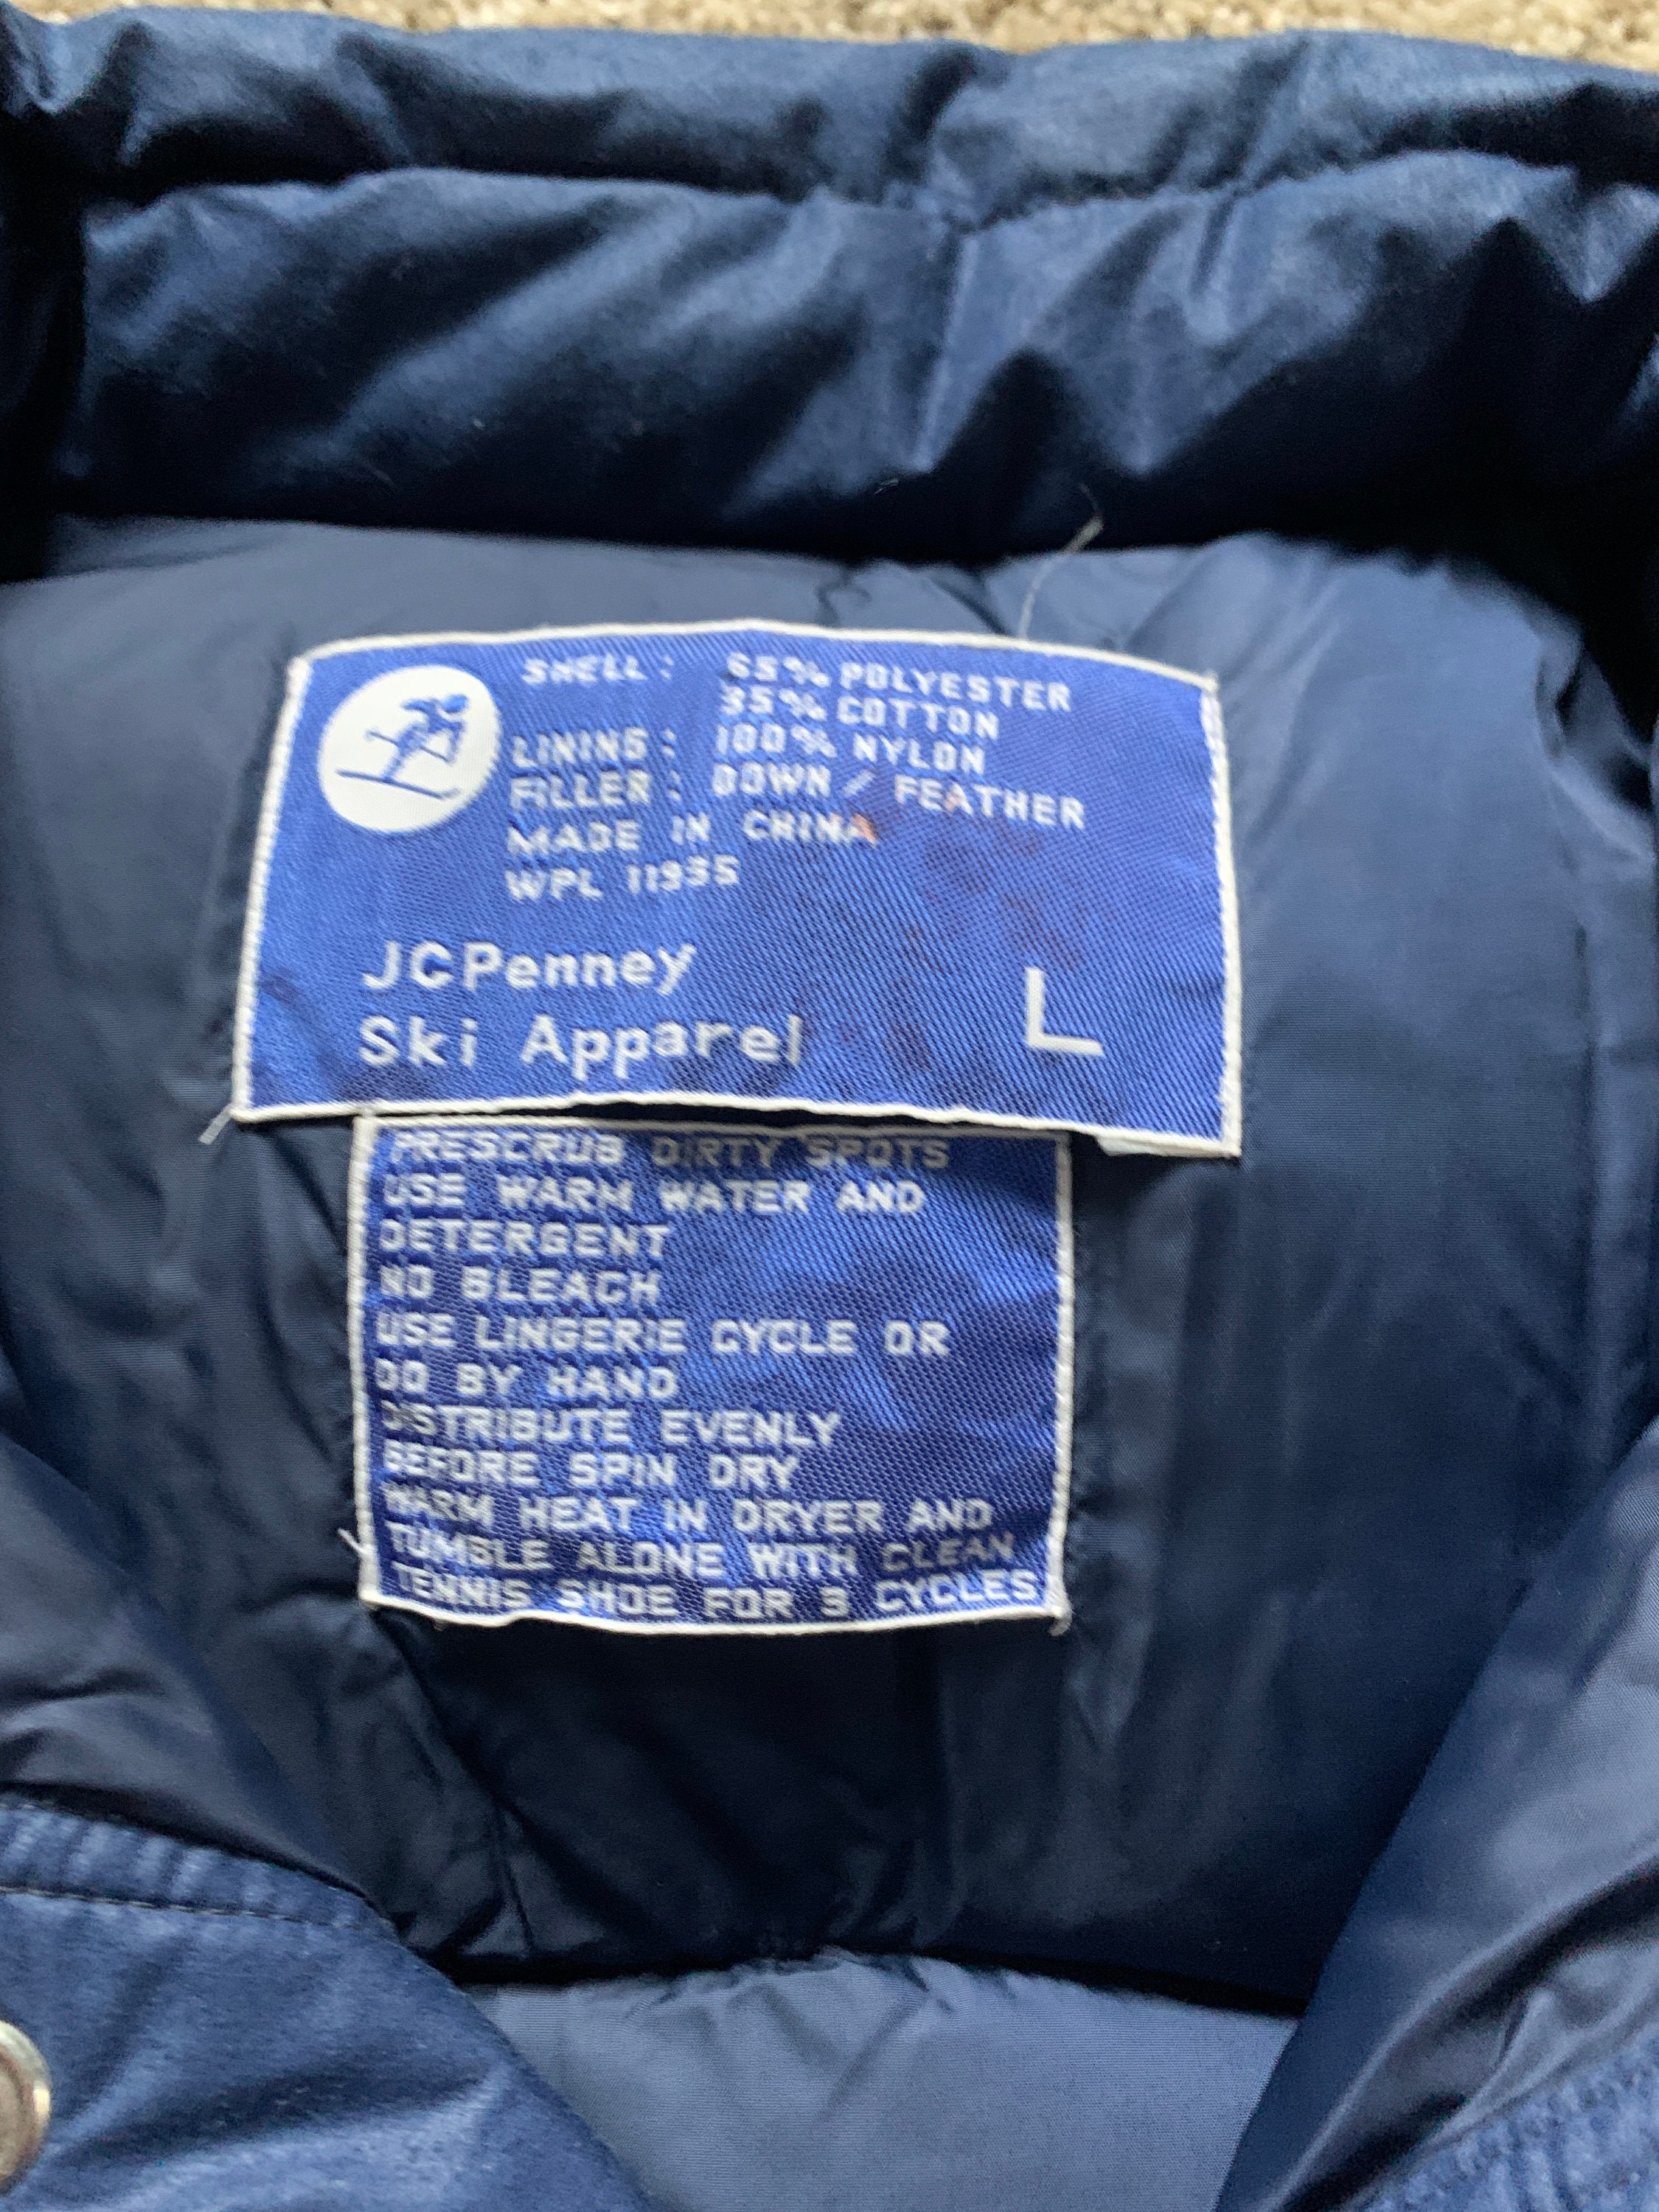 SHELL: 65% POLYESTER
35% COTTON
LINING: 100% NYLON
FILLER: DOWN / FEATHER
MADE IN CHINA
WPL 11935
JCPenney
Ski Apparel
L
PRESCRUB DIRTY SPOTS
USE WARM WATER AND
DETERGENT
NO BLEACH
USE LINGERIE CYCLE OR
DO BY HAND
DISTRIBUTE EVENLY
BEFORE SPIN DRY
WARM HEAT IN DRYER AND
TUMBLE ALONE WITH CLEAN
TENNIS SHOE FOR 3 CYCLES